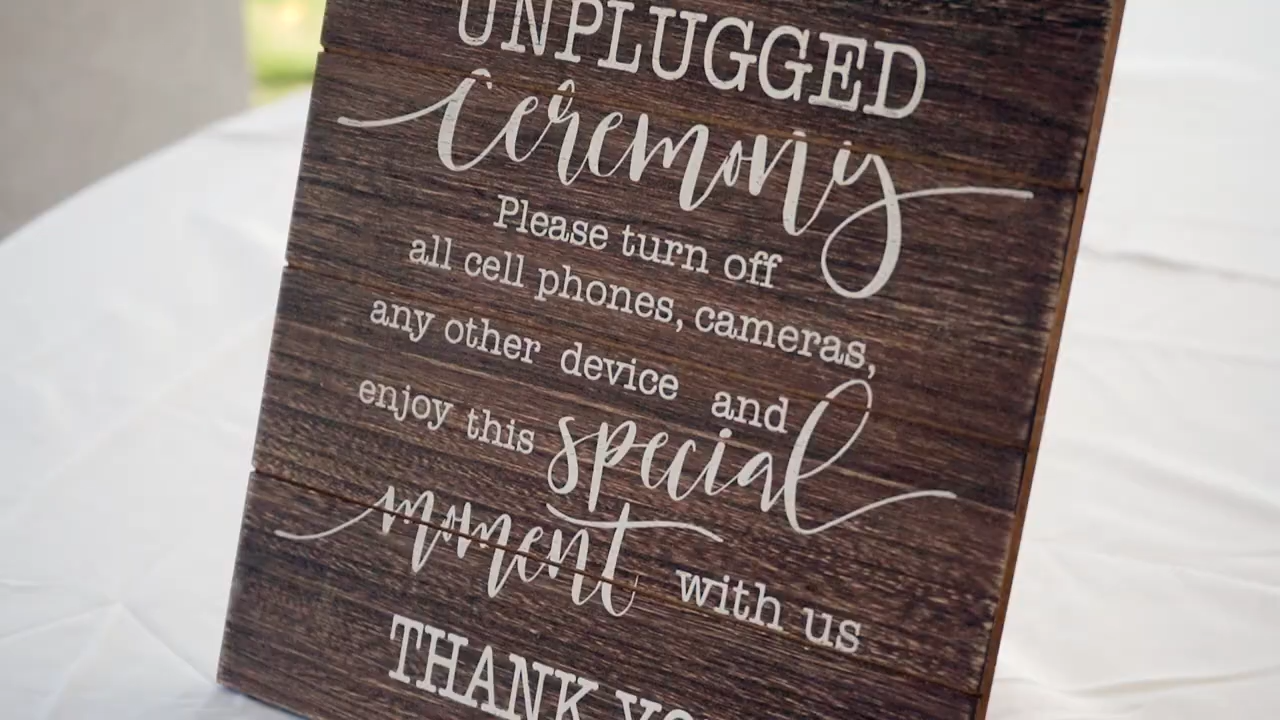 UNPLUGGED
Ceremony
Please turn off
all cell phones, cameras,
any other device and
enjoy this special
moment with us
THANK